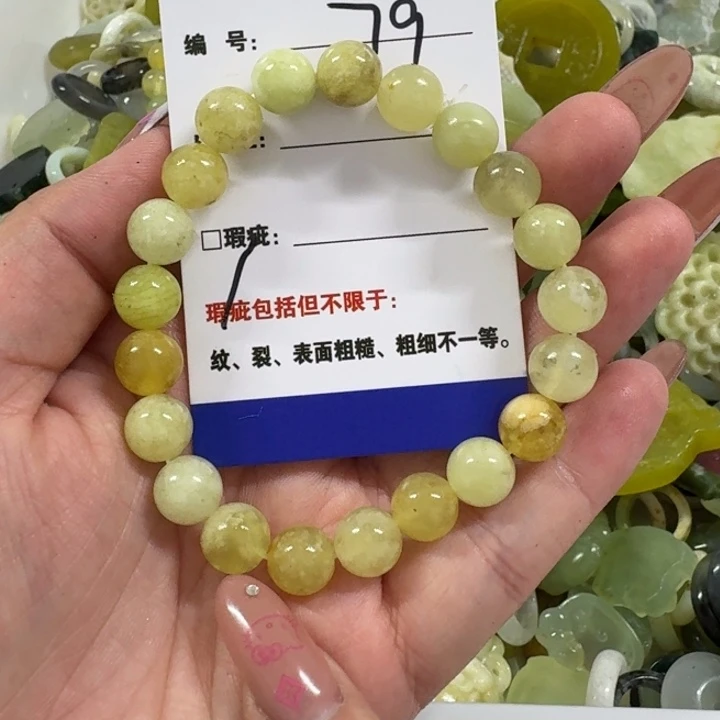 编 号: 79
□瑕疵:
瑕疵包括但不限于:
纹、裂、表面粗糙、粗细不一等。